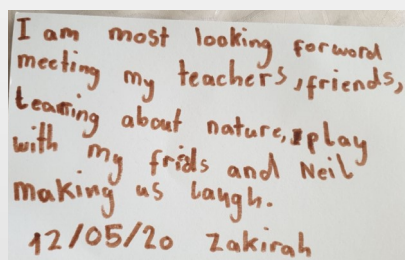 I am most looking forword
meeting my teachers, friends,
learning about nature, play
with my frids and Neil
making us laugh.
12/05/20 Zakirah